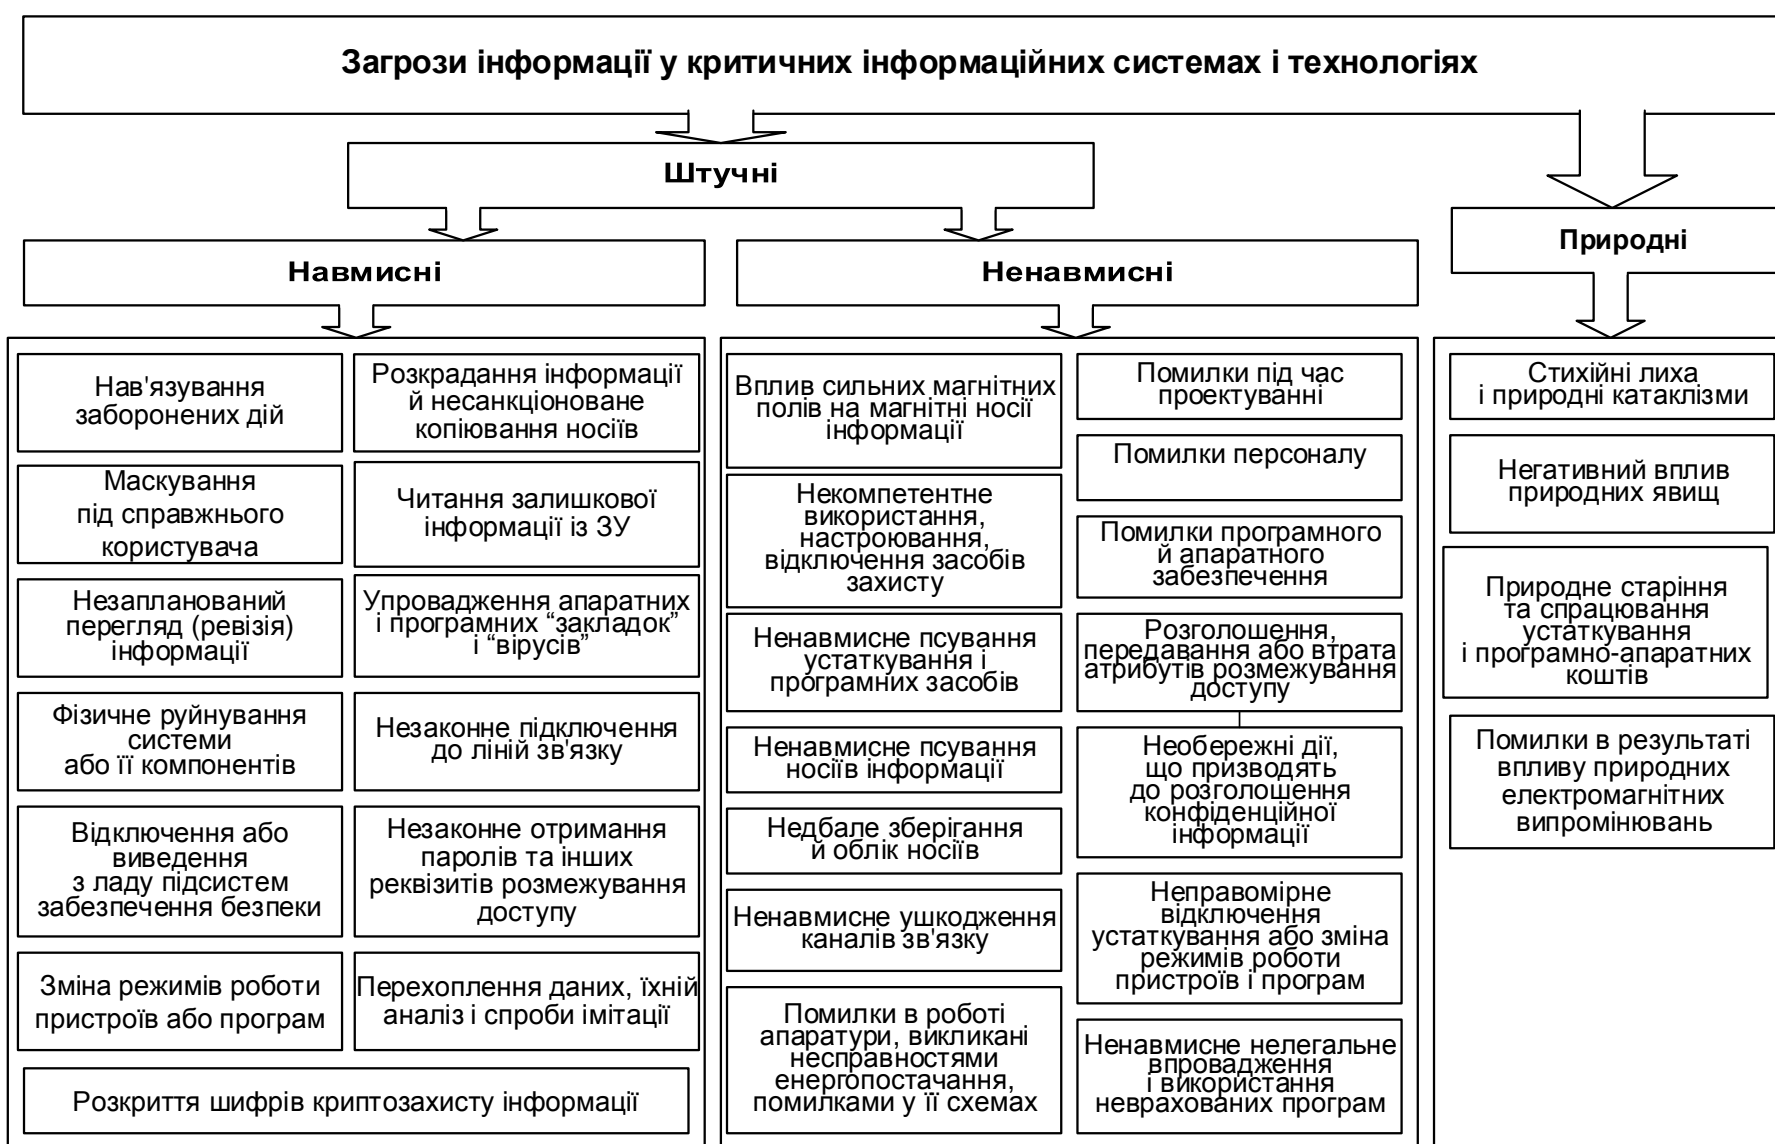 Загрози інформації у критичних інформаційних системах і технологіях
Штучні
Природні
Навмисні
Ненавмисні
Нав'язування
заборонених дій
Маскування
під справжнього
користувача
Незапланований
перегляд (ревізія)
інформації
Фізичне руйнування
системи
або її компонентів
Відключення або
виведення
з ладу підсистем
забезпечення безпеки
Зміна режимів роботи
пристроїв або програм
Розкрадання інформації
й несанкціоноване
копіювання носіїв
Читання залишкової
інформації із ЗУ
Упровадження апаратних
і програмних “закладок”
і “вірусів”
Незаконне підключення
до ліній зв'язку
Незаконне отримання
паролів та інших
реквізитів розмежування
доступу
Перехоплення даних, їхній
аналіз і спроби імітації
Розкриття шифрів криптозахисту інформації
Вплив сильних магнітних
полів на магнітні носії
інформації
Некомпетентне
використання,
настроювання,
відключення засобів
захисту
Ненавмисне псування
устаткування і
програмних засобів
Ненавмисне псування
носіїв інформації
Недбале зберігання
й облік носіїв
Ненавмисне ушкодження
каналів зв'язку
Помилки в роботі
апаратури, викликані
несправностями
енергопостачання,
помилками у її схемах
Помилки під час
проектуванні
Помилки персоналу
Помилки програмного
й апаратного
забезпечення
Розголошення,
передавання або втрата
атрибутів розмежування
доступу
Необережні дії,
що призводять
до розголошення
конфіденційної
інформації
Неправомірне
відключення
устаткування або зміна
режимів роботи
пристроїв і програм
Ненавмисне нелегальне
впровадження
і використання
неврахованих програм
Стихійні лиха
і природні катаклізми
Негативний вплив
природних явищ
Природне старіння
та спрацювання
устаткування
і програмно-апаратних
коштів
Помилки в результаті
впливу природних
електромагнітних
випромінювань